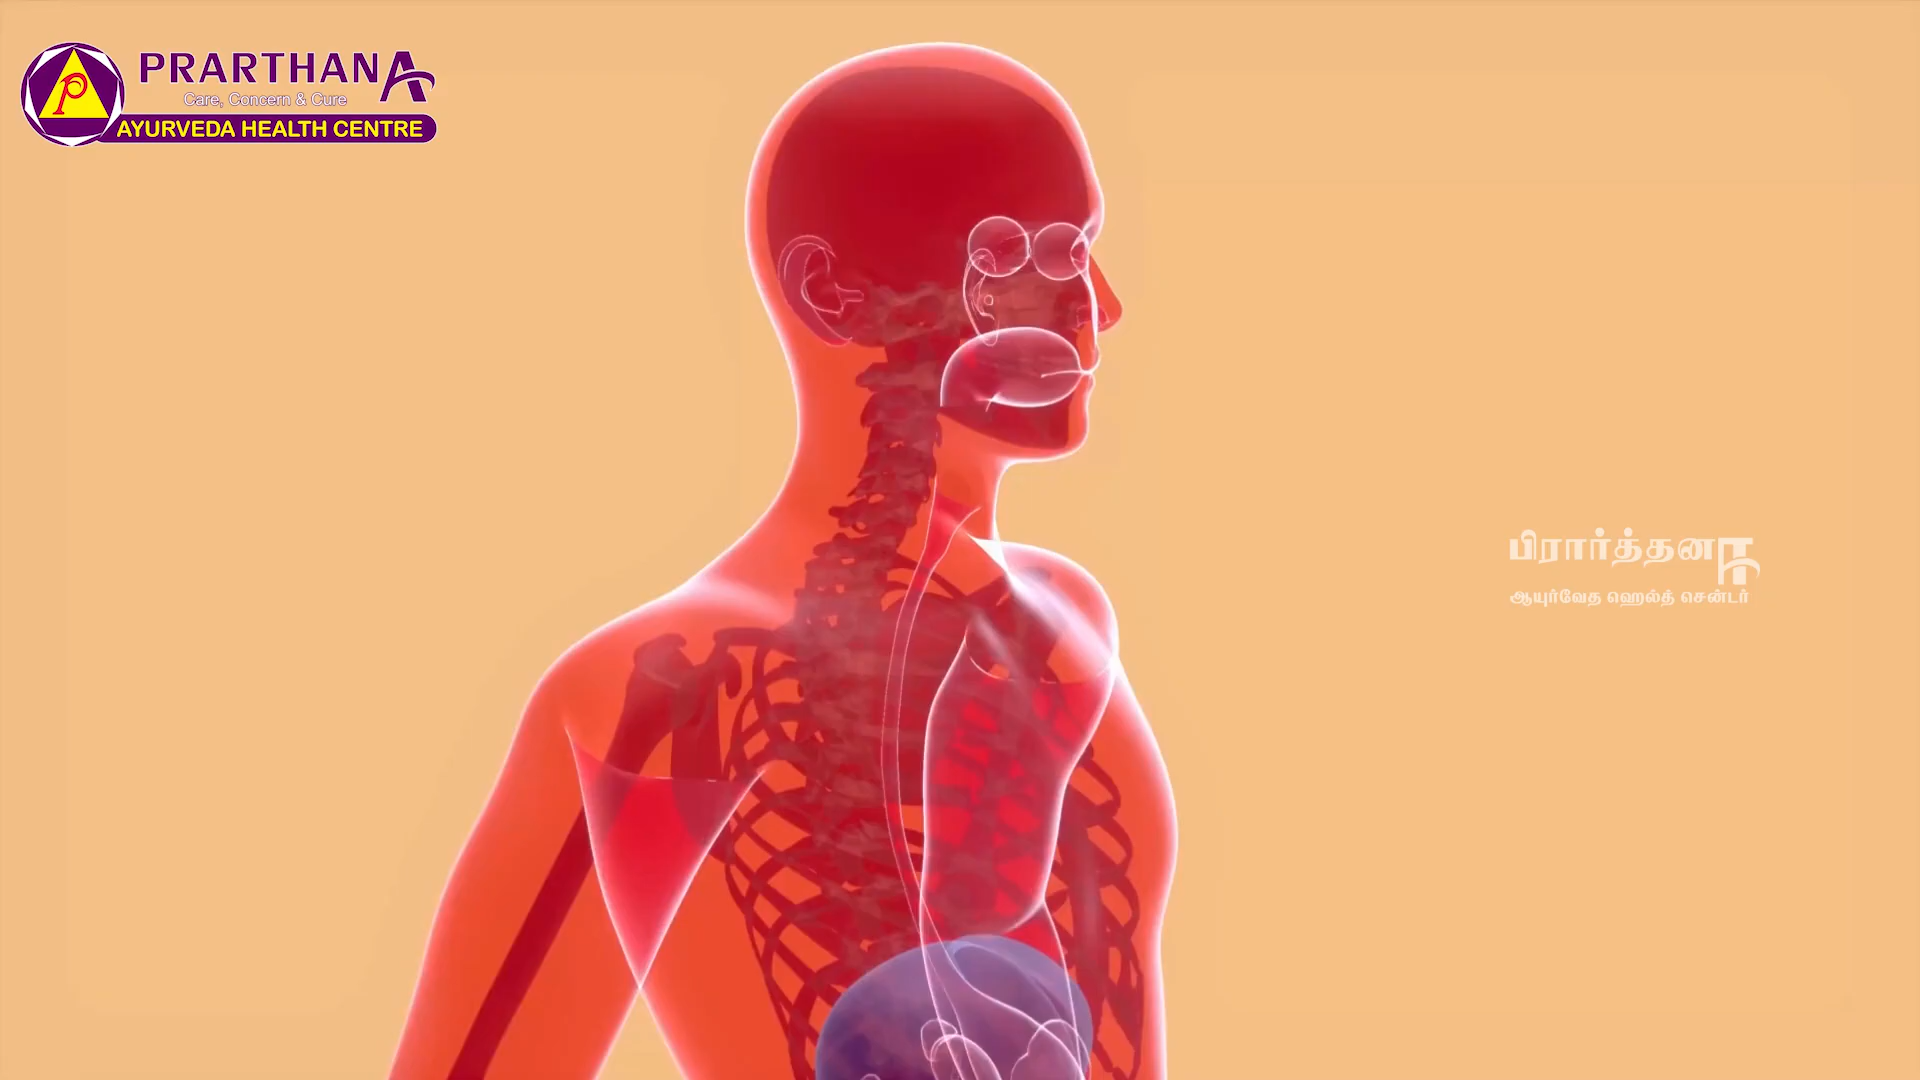 PRARTHANA
Care, Concern & Cure
AYURVEDA HEALTH CENTRE
P
பிரார்த்தனா
ஆயுர்வேத ஹெல்த் சென்டர்